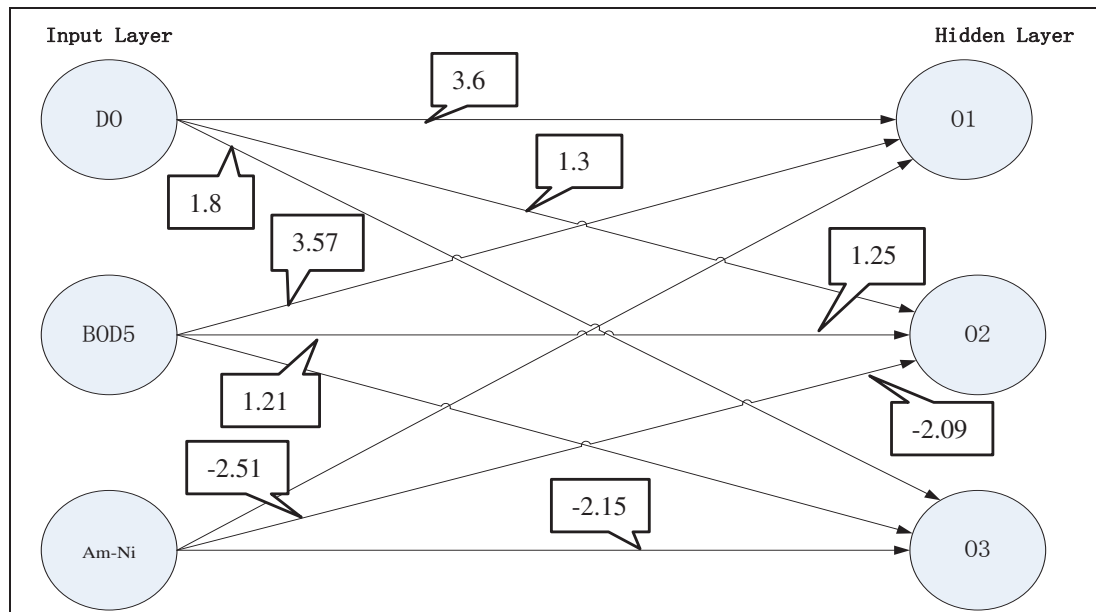 Input Layer
Hidden Layer
DO
3.6
O1
1.3
1.8
3.57
1.25
BOD5
O2
1.21
-2.09
-2.51
-2.15
Am-Ni
O3